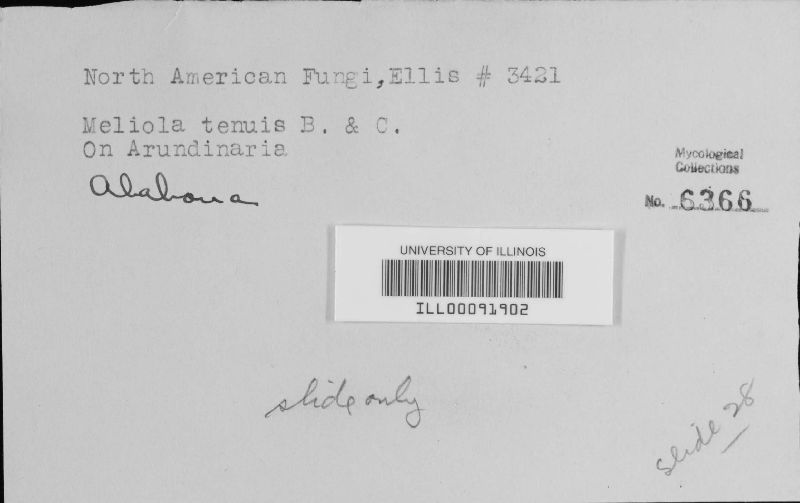 North American Fungi,Ellis # 3421
Meliola tenuis B. & C.
On Arundinaria
Alabama
Mycological
Collections
No. 6366
UNIVERSITY OF ILLINOIS
ILL00091902
slide only
slide 28